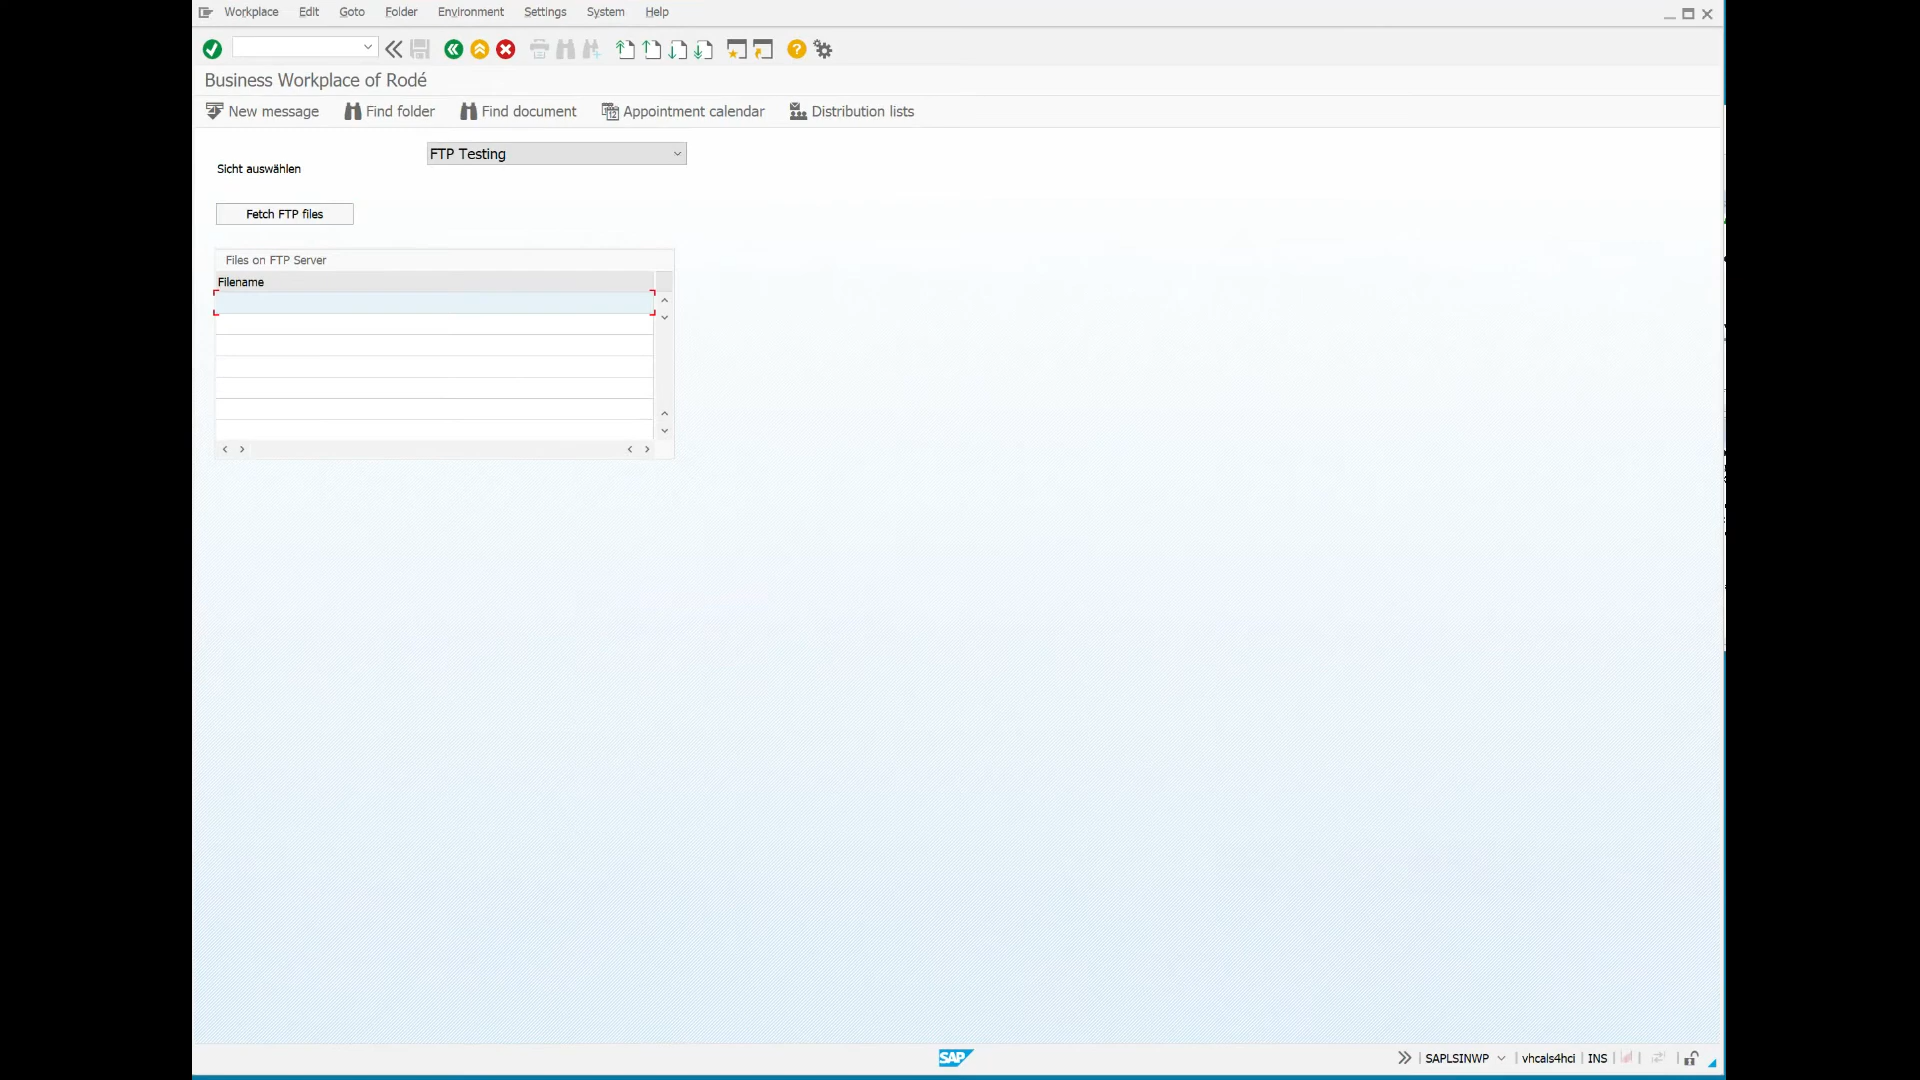 Workplace Edit Goto Folder Environment Settings System Help
Business Workplace of Rodé
New message Find folder Find document 12 Appointment calendar Distribution lists
FTP Testing
Sicht auswählen
Fetch FTP files
Files on FTP Server
Filename
SAP SAPLSINWP vhcals4hci INS